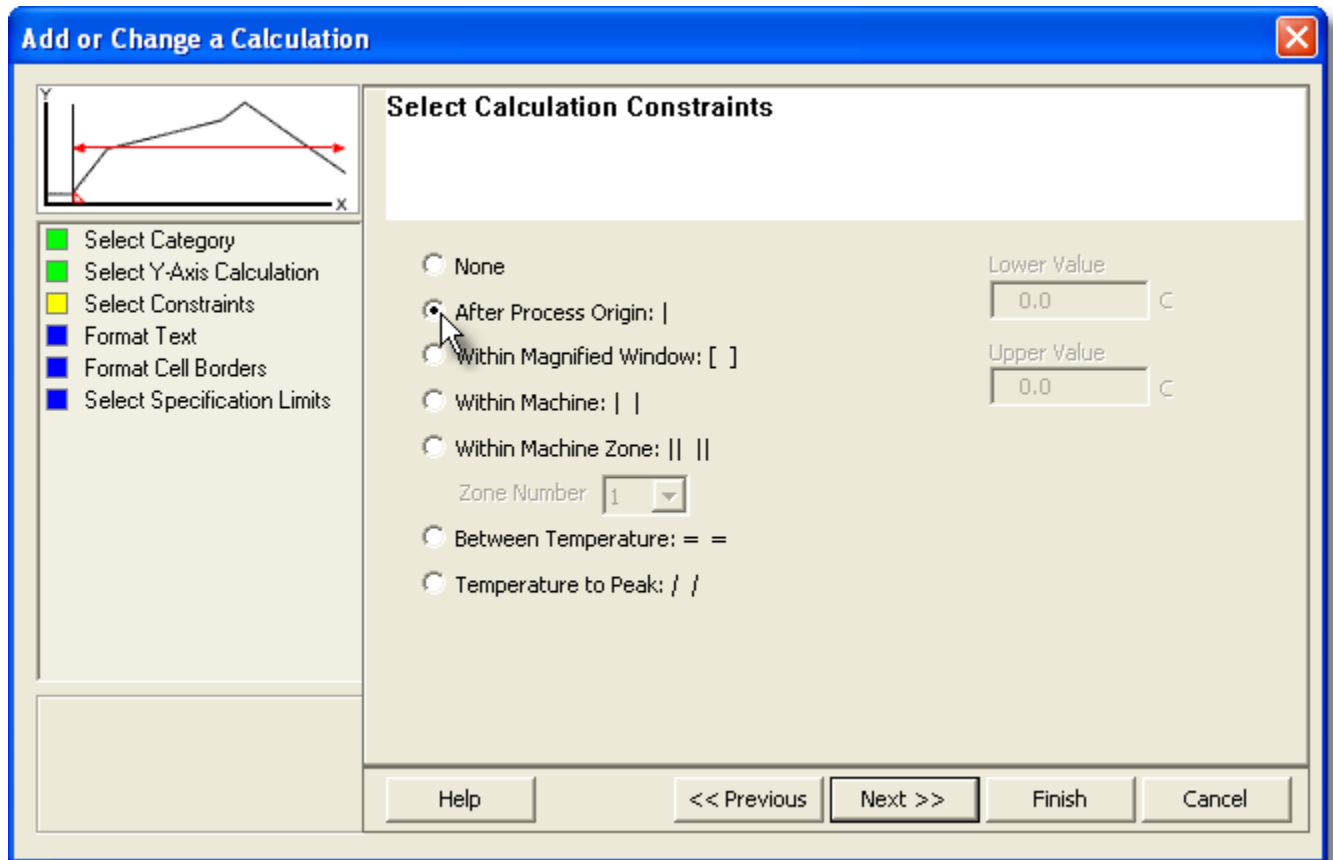 Add or Change a Calculation
Y
X
Select Category
Select Y-Axis Calculation
Select Constraints
Format Text
Format Cell Borders
Select Specification Limits
Select Calculation Constraints
None
After Process Origin: |
Within Magnified Window: [ ]
Within Machine: | |
Within Machine Zone: || ||
Zone Number 1
Between Temperature: = =
Temperature to Peak: / /
Lower Value
0.0 C
Upper Value
0.0 C
Help << Previous Next >> Finish Cancel